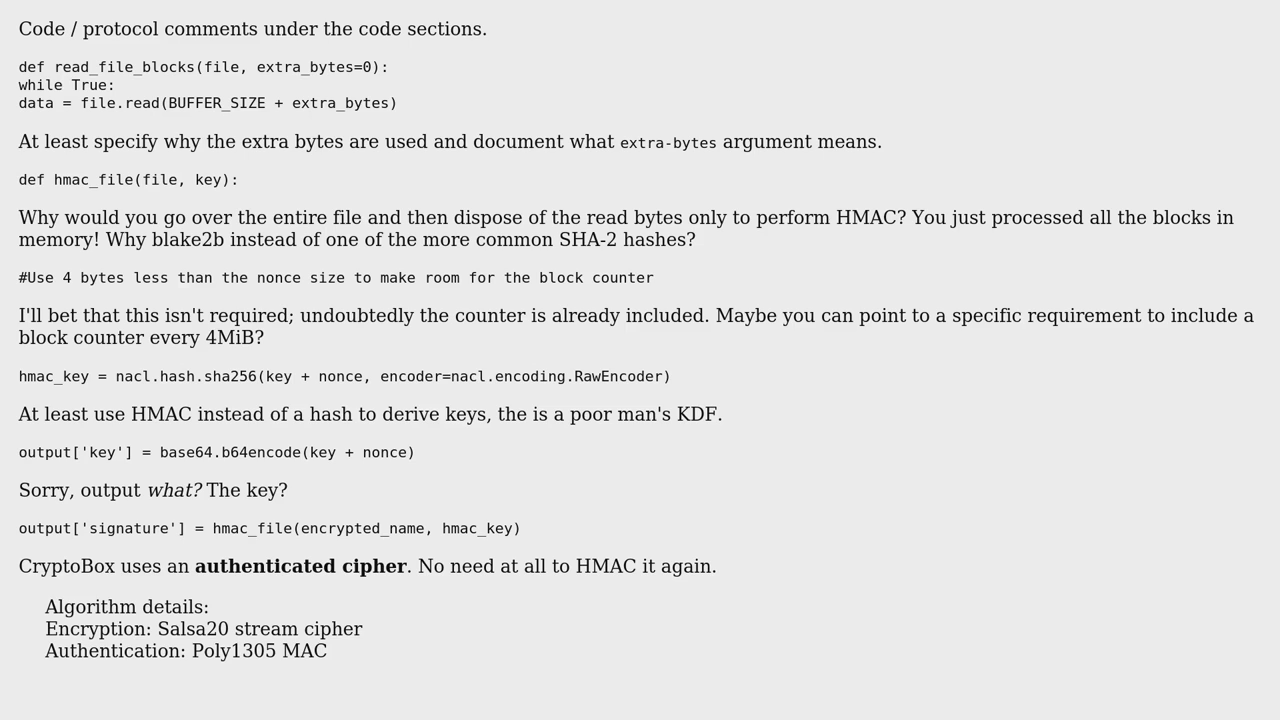 Code / protocol comments under the code sections.
def read_file_blocks(file, extra_bytes=0):
while True:
data = file.read(BUFFER_SIZE + extra_bytes)
At least specify why the extra bytes are used and document what extra-bytes argument means.
def hmac_file(file, key):
Why would you go over the entire file and then dispose of the read bytes only to perform HMAC? You just processed all the blocks in
memory! Why blake2b instead of one of the more common SHA-2 hashes?
#Use 4 bytes less than the nonce size to make room for the block counter
I'll bet that this isn't required; undoubtedly the counter is already included. Maybe you can point to a specific requirement to include a
block counter every 4MiB?
hmac_key = nacl.hash.sha256(key + nonce, encoder=nacl.encoding.RawEncoder)
At least use HMAC instead of a hash to derive keys, the is a poor man's KDF.
output['key'] = base64.b64encode(key + nonce)
Sorry, output what? The key?
output['signature'] = hmac_file(encrypted_name, hmac_key)
CryptoBox uses an authenticated cipher. No need at all to HMAC it again.
Algorithm details:
Encryption: Salsa20 stream cipher
Authentication: Poly1305 MAC